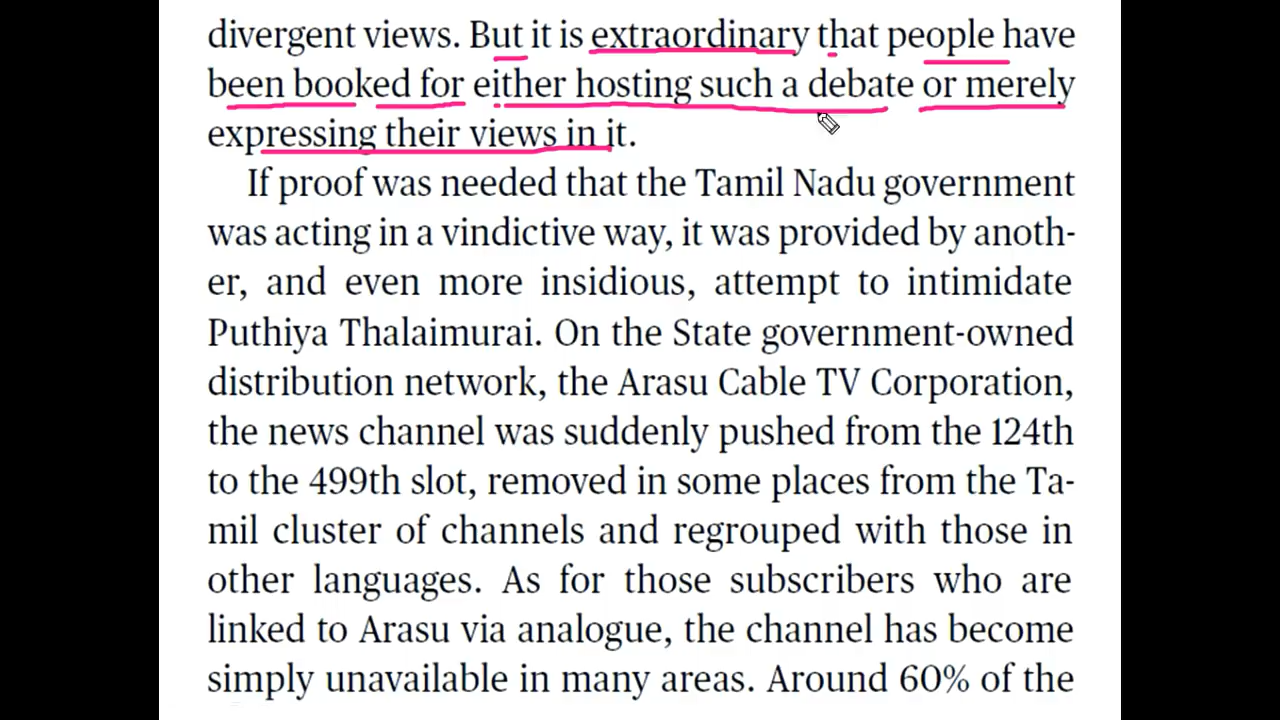 divergent views. But it is extraordinary that people have
been booked for either hosting such a debate or merely
expressing their views in it.
If proof was needed that the Tamil Nadu government
was acting in a vindictive way, it was provided by anoth-
er, and even more insidious, attempt to intimidate
Puthiya Thalaimurai. On the State government-owned
distribution network, the Arasu Cable TV Corporation,
the news channel was suddenly pushed from the 124th
to the 499th slot, removed in some places from the Ta-
mil cluster of channels and regrouped with those in
other languages. As for those subscribers who are
linked to Arasu via analogue, the channel has become
simply unavailable in many areas. Around 60% of the